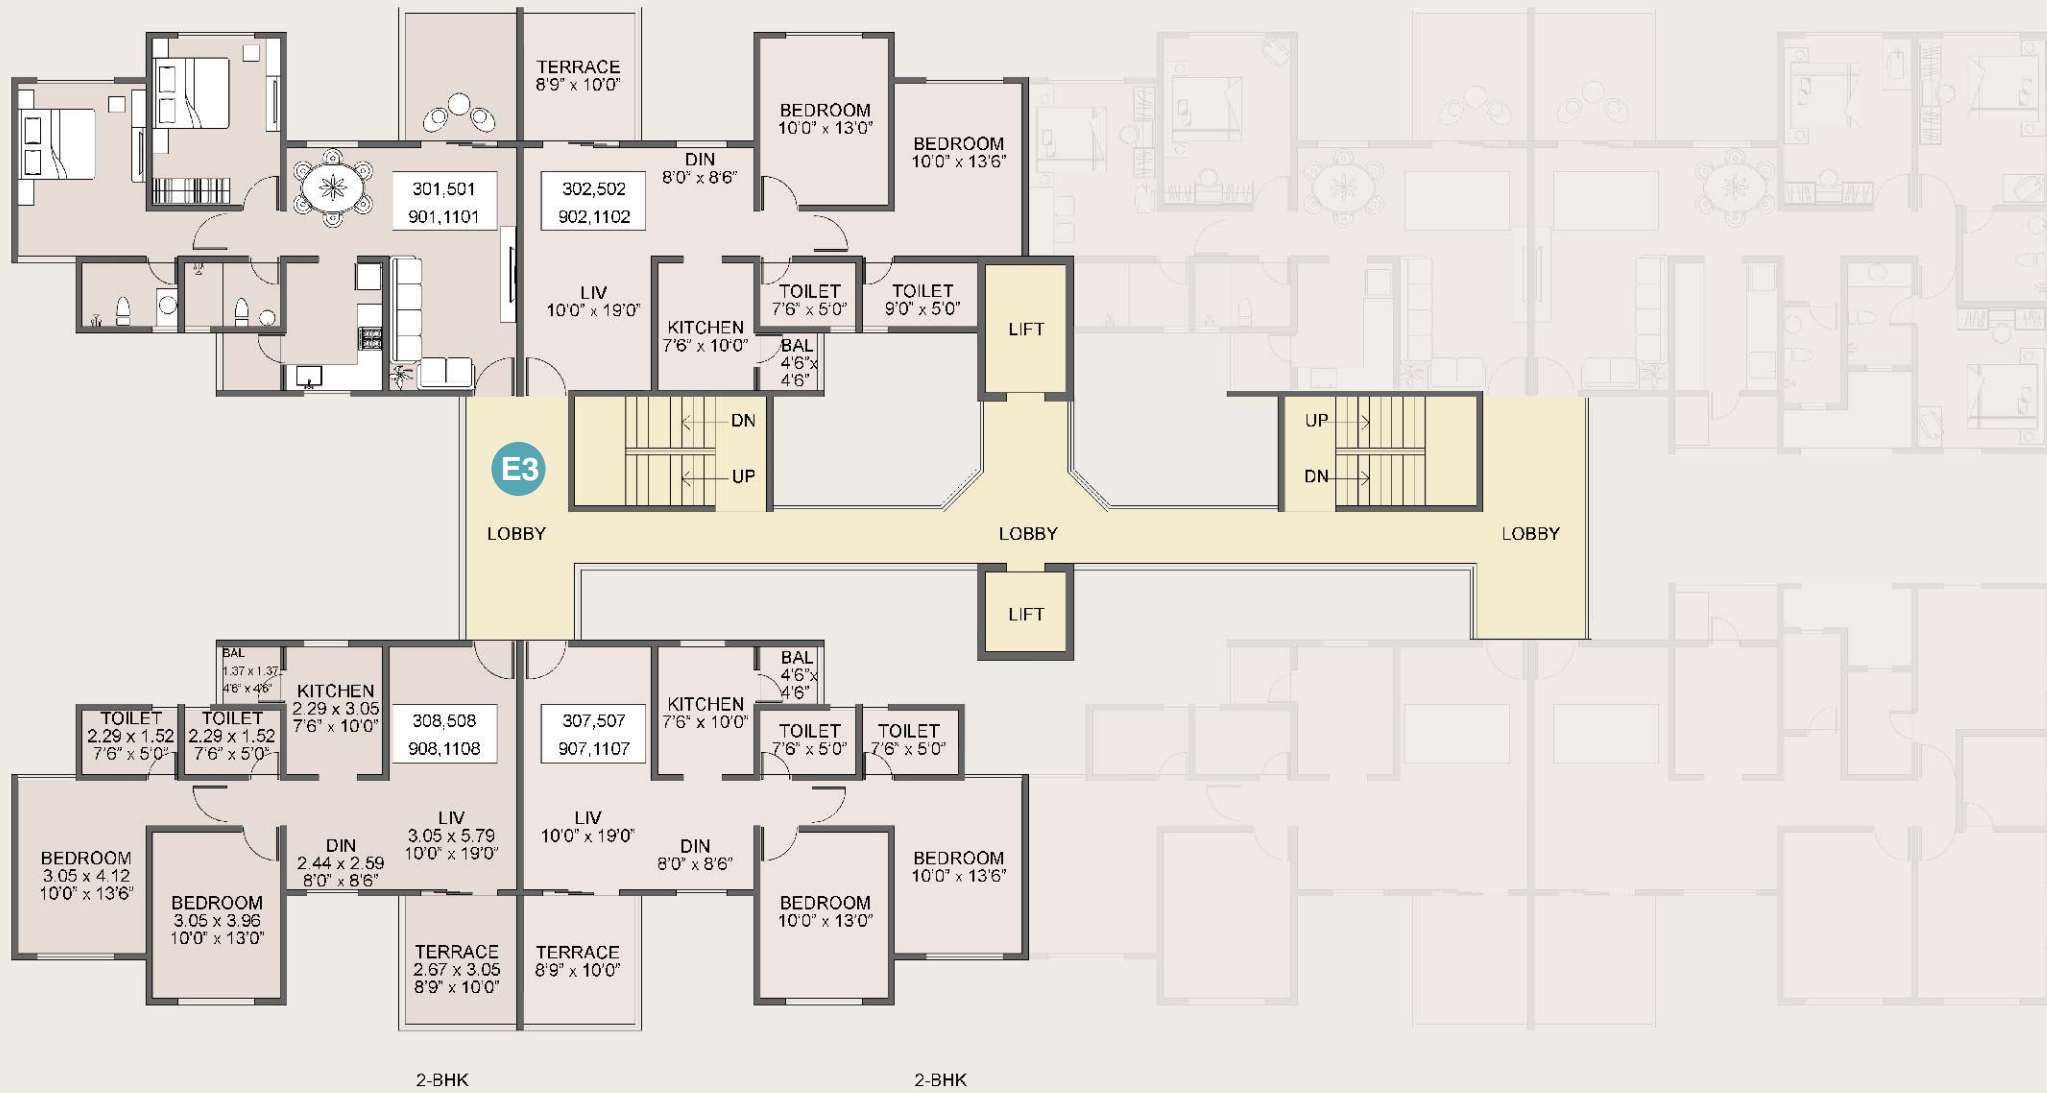 TERRACE
8'9" x 10'0"
BEDROOM
10'0" x 13'0"
BEDROOM
10'0" x 13'6"
DIN
8'0" x 8'6"
301,501
901,1101
302,502
902,1102
LIV
10'0" x 19'0"
TOILET
7'6" x 5'0"
TOILET
9'0" x 5'0"
KITCHEN
7'6" x 10'0"
BAL
4'6"x
4'6"
LIFT
DN
UP
UP
DN
E3
LOBBY
LOBBY
LOBBY
LIFT
BAL
1.37 x 1.37
4'6" x 4'6"
KITCHEN
2.29 x 3.05
7'6" x 10'0"
TOILET
2.29 x 1.52
7'6" x 5'0"
TOILET
2.29 x 1.52
7'6" x 5'0"
308,508
908,1108
307,507
907,1107
KITCHEN
7'6" x 10'0"
BAL
4'6"x
4'6"
TOILET
7'6" x 5'0"
TOILET
7'6" x 5'0"
LIV
3.05 x 5.79
10'0" x 19'0"
LIV
10'0" x 19'0"
DIN
2.44 x 2.59
8'0" x 8'6"
DIN
8'0" x 8'6"
BEDROOM
3.05 x 4.12
10'0" x 13'6"
BEDROOM
3.05 x 3.96
10'0" x 13'0"
BEDROOM
10'0" x 13'6"
BEDROOM
10'0" x 13'0"
TERRACE
2.67 x 3.05
8'9" x 10'0"
TERRACE
8'9" x 10'0"
2-BHK
2-BHK